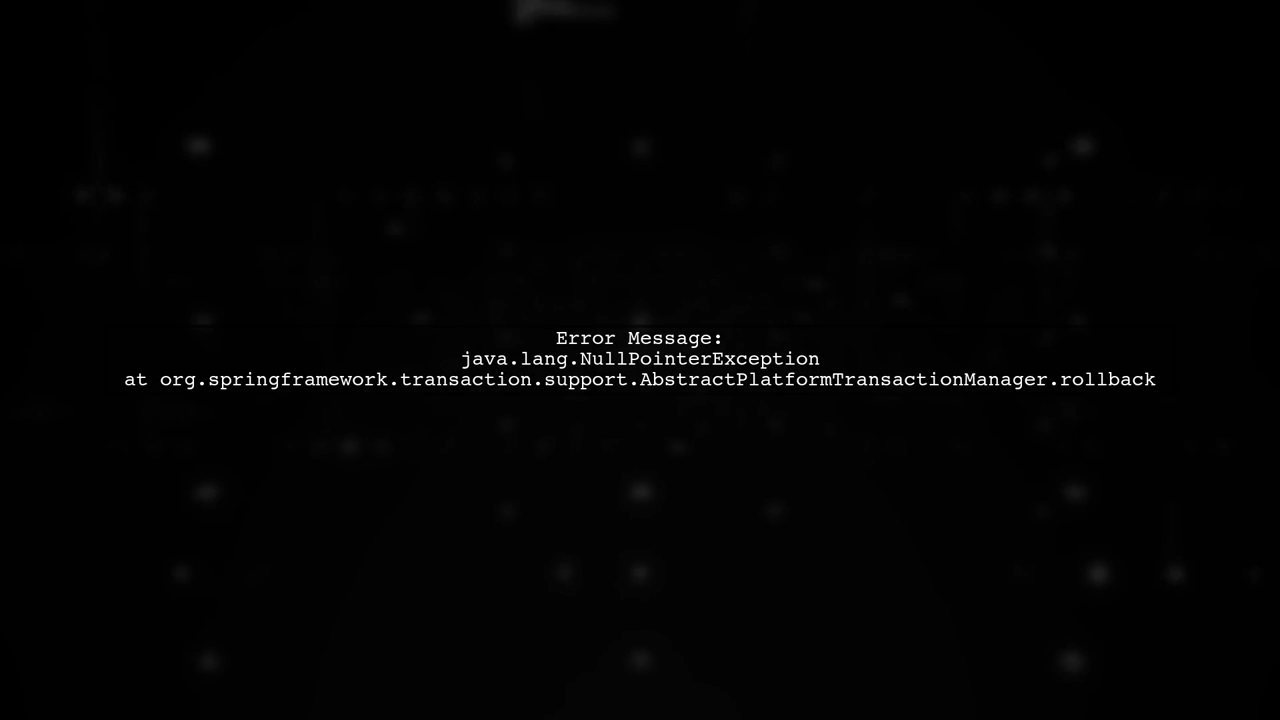 Error Message:
java.lang.NullPointerException
at org.springframework.transaction.support.AbstractPlatformTransactionManager.rollback